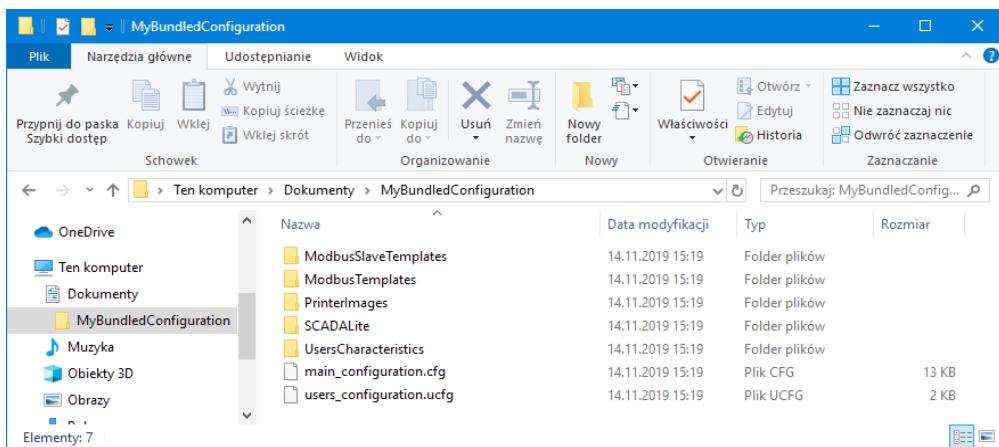 MyBundledConfiguration
Plik Narzędzia główne Udostępnianie Widok
Przypnij do paska Szybki dostęp
Kopiuj
Wklej
Wytnij
Kopiuj ścieżkę
Wklej skrót
Schowek
Przenieś do
Kopiuj do
Usuń
Zmień nazwę
Organizowanie
Nowy folder
Nowy
Właściwości
Otwórz
Edytuj
Historia
Otwieranie
Zaznacz wszystko
Nie zaznaczaj nic
Odwróć zaznaczenie
Zaznaczanie
Ten komputer > Dokumenty > MyBundledConfiguration
Przeszukaj: MyBundledConfig...
OneDrive
Ten komputer
Dokumenty
MyBundledConfiguration
Muzyka
Obiekty 3D
Obrazy
Nazwa Data modyfikacji Typ Rozmiar
ModbusSlaveTemplates 14.11.2019 15:19 Folder plików
ModbusTemplates 14.11.2019 15:19 Folder plików
PrinterImages 14.11.2019 15:19 Folder plików
SCADALite 14.11.2019 15:19 Folder plików
UsersCharacteristics 14.11.2019 15:19 Folder plików
main_configuration.cfg 14.11.2019 15:19 Plik CFG 13 KB
users_configuration.ucfg 14.11.2019 15:19 Plik UCFG 2 KB
Elementy: 7